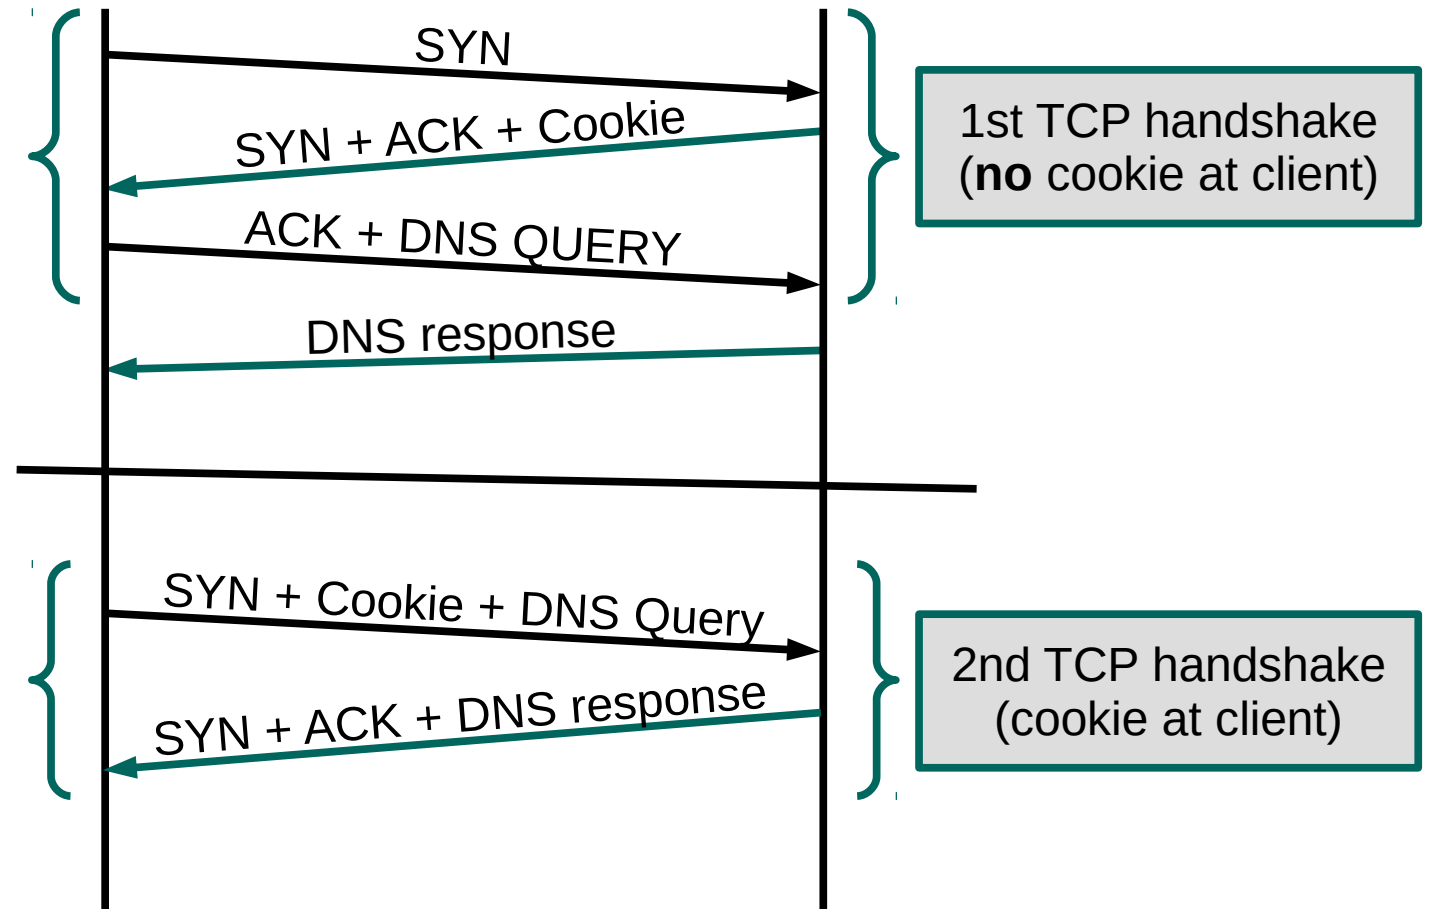 SYN
SYN + ACK + Cookie
ACK + DNS QUERY
DNS response
1st TCP handshake
(no cookie at client)
SYN + Cookie + DNS Query
SYN + ACK + DNS response
2nd TCP handshake
(cookie at client)